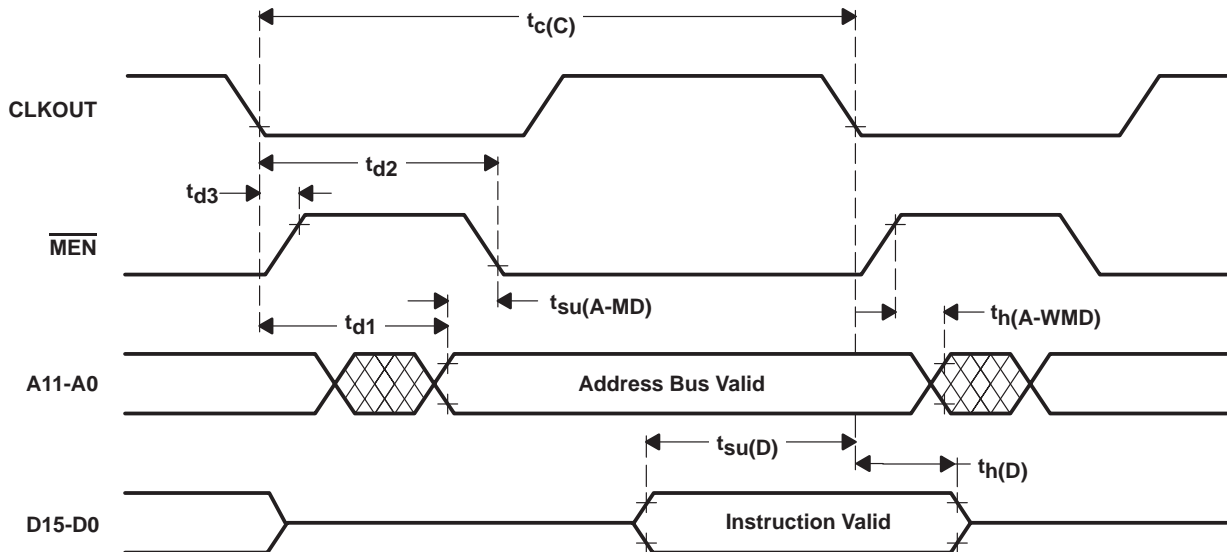 tc(C)
CLKOUT
td2
td3
MEN
tsu(A-MD)
td1
th(A-WMD)
A11-A0
Address Bus Valid
tsu(D)
th(D)
D15-D0
Instruction Valid